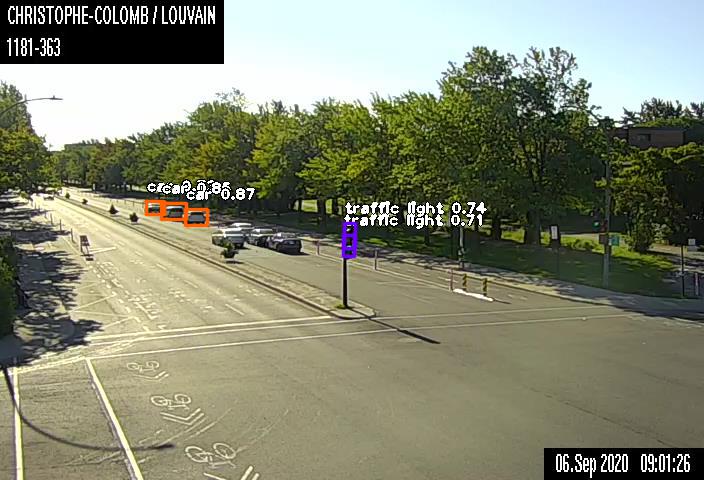 CHRISTOPHE-COLOMB / LOUVAIN
1181-363
car 0.87
traffic light 0.74
traffic light 0.71
06.Sep 2020 09:01:26